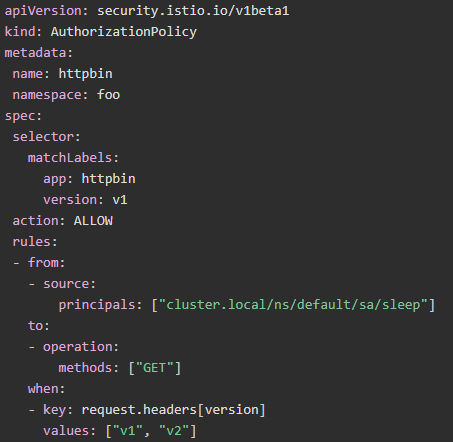 apiVersion: security.istio.io/v1beta1
kind: AuthorizationPolicy
metadata:
 name: httpbin
 namespace: foo
spec:
 selector:
   matchLabels:
     app: httpbin
     version: v1
 action: ALLOW
 rules:
 - from:
   - source:
       principals: ["cluster.local/ns/default/sa/sleep"]
   to:
   - operation:
       methods: ["GET"]
   when:
   - key: request.headers[version]
     values: ["v1", "v2"]